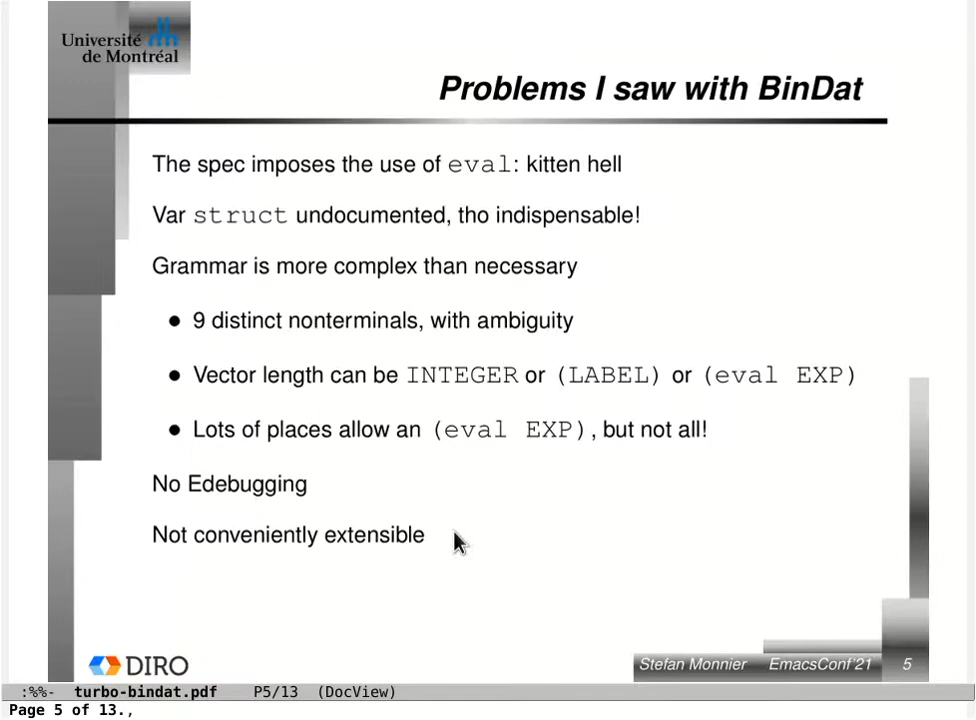 Université
de Montréal
Problems I saw with BinDat
The spec imposes the use of eval: kitten hell
Var struct undocumented, tho indispensable!
Grammar is more complex than necessary
● 9 distinct nonterminals, with ambiguity
● Vector length can be INTEGER or (LABEL) or (eval EXP)
● Lots of places allow an (eval EXP), but not all!
No Edebugging
Not conveniently extensible
DIRO
Stefan Monnier EmacsConf'21 5
:%%- turbo-bindat.pdf P5/13 (DocView)
Page 5 of 13.,